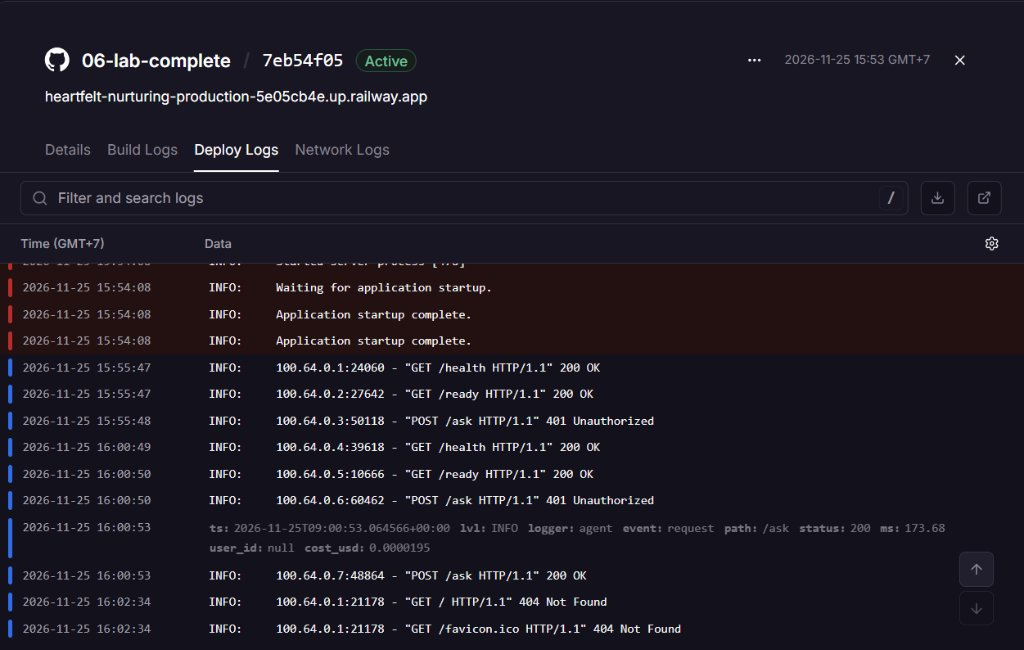 06-lab-complete / 7eb54f05 Active
2026-11-25 15:53 GMT+7
heartfelt-nurturing-production-5e05cb4e.up.railway.app
Details Build Logs Deploy Logs Network Logs
Filter and search logs /
Time (GMT+7) Data
INFO: Started server process
2026-11-25 15:54:08 INFO: Waiting for application startup.
2026-11-25 15:54:08 INFO: Application startup complete.
2026-11-25 15:54:08 INFO: Application startup complete.
2026-11-25 15:55:47 INFO: 100.64.0.1:24060 - "GET /health HTTP/1.1" 200 OK
2026-11-25 15:55:47 INFO: 100.64.0.2:27642 - "GET /ready HTTP/1.1" 200 OK
2026-11-25 15:55:48 INFO: 100.64.0.3:50118 - "POST /ask HTTP/1.1" 401 Unauthorized
2026-11-25 16:00:49 INFO: 100.64.0.4:39618 - "GET /health HTTP/1.1" 200 OK
2026-11-25 16:00:50 INFO: 100.64.0.5:10666 - "GET /ready HTTP/1.1" 200 OK
2026-11-25 16:00:50 INFO: 100.64.0.6:60462 - "POST /ask HTTP/1.1" 401 Unauthorized
2026-11-25 16:00:53 ts: 2026-11-25T09:00:53.064566+00:00 lvl: INFO logger: agent event: request path: /ask status: 200 ms: 173.68
user_id: null cost_usd: 0.0000195
2026-11-25 16:00:53 INFO: 100.64.0.7:48864 - "POST /ask HTTP/1.1" 200 OK
2026-11-25 16:02:34 INFO: 100.64.0.1:21178 - "GET / HTTP/1.1" 404 Not Found
2026-11-25 16:02:34 INFO: 100.64.0.1:21178 - "GET /favicon.ico HTTP/1.1" 404 Not Found